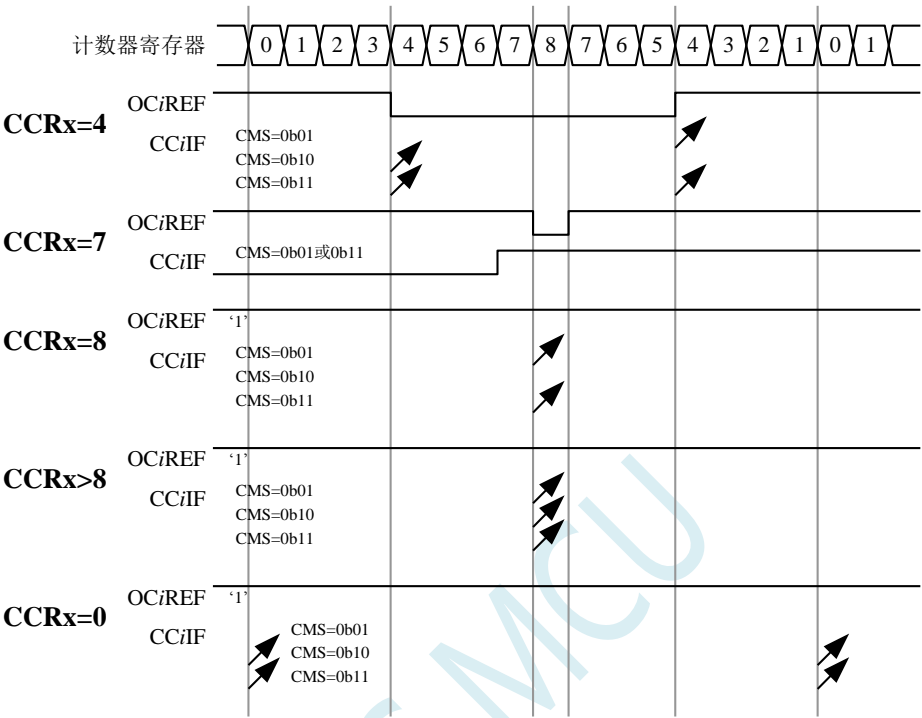 计数器寄存器 0 1 2 3 4 5 6 7 8 7 6 5 4 3 2 1 0 1
CCRx=4 OCiREF
CCiIF CMS=0b01
CMS=0b10
CMS=0b11
CCRx=7 OCiREF
CCiIF CMS=0b01或0b11
CCRx=8 OCiREF ‘1’
CCiIF CMS=0b01
CMS=0b10
CMS=0b11
CCRx>8 OCiREF ‘1’
CCiIF CMS=0b01
CMS=0b10
CMS=0b11
CCRx=0 OCiREF ‘1’
CCiIF CMS=0b01
CMS=0b10
CMS=0b11
MCU